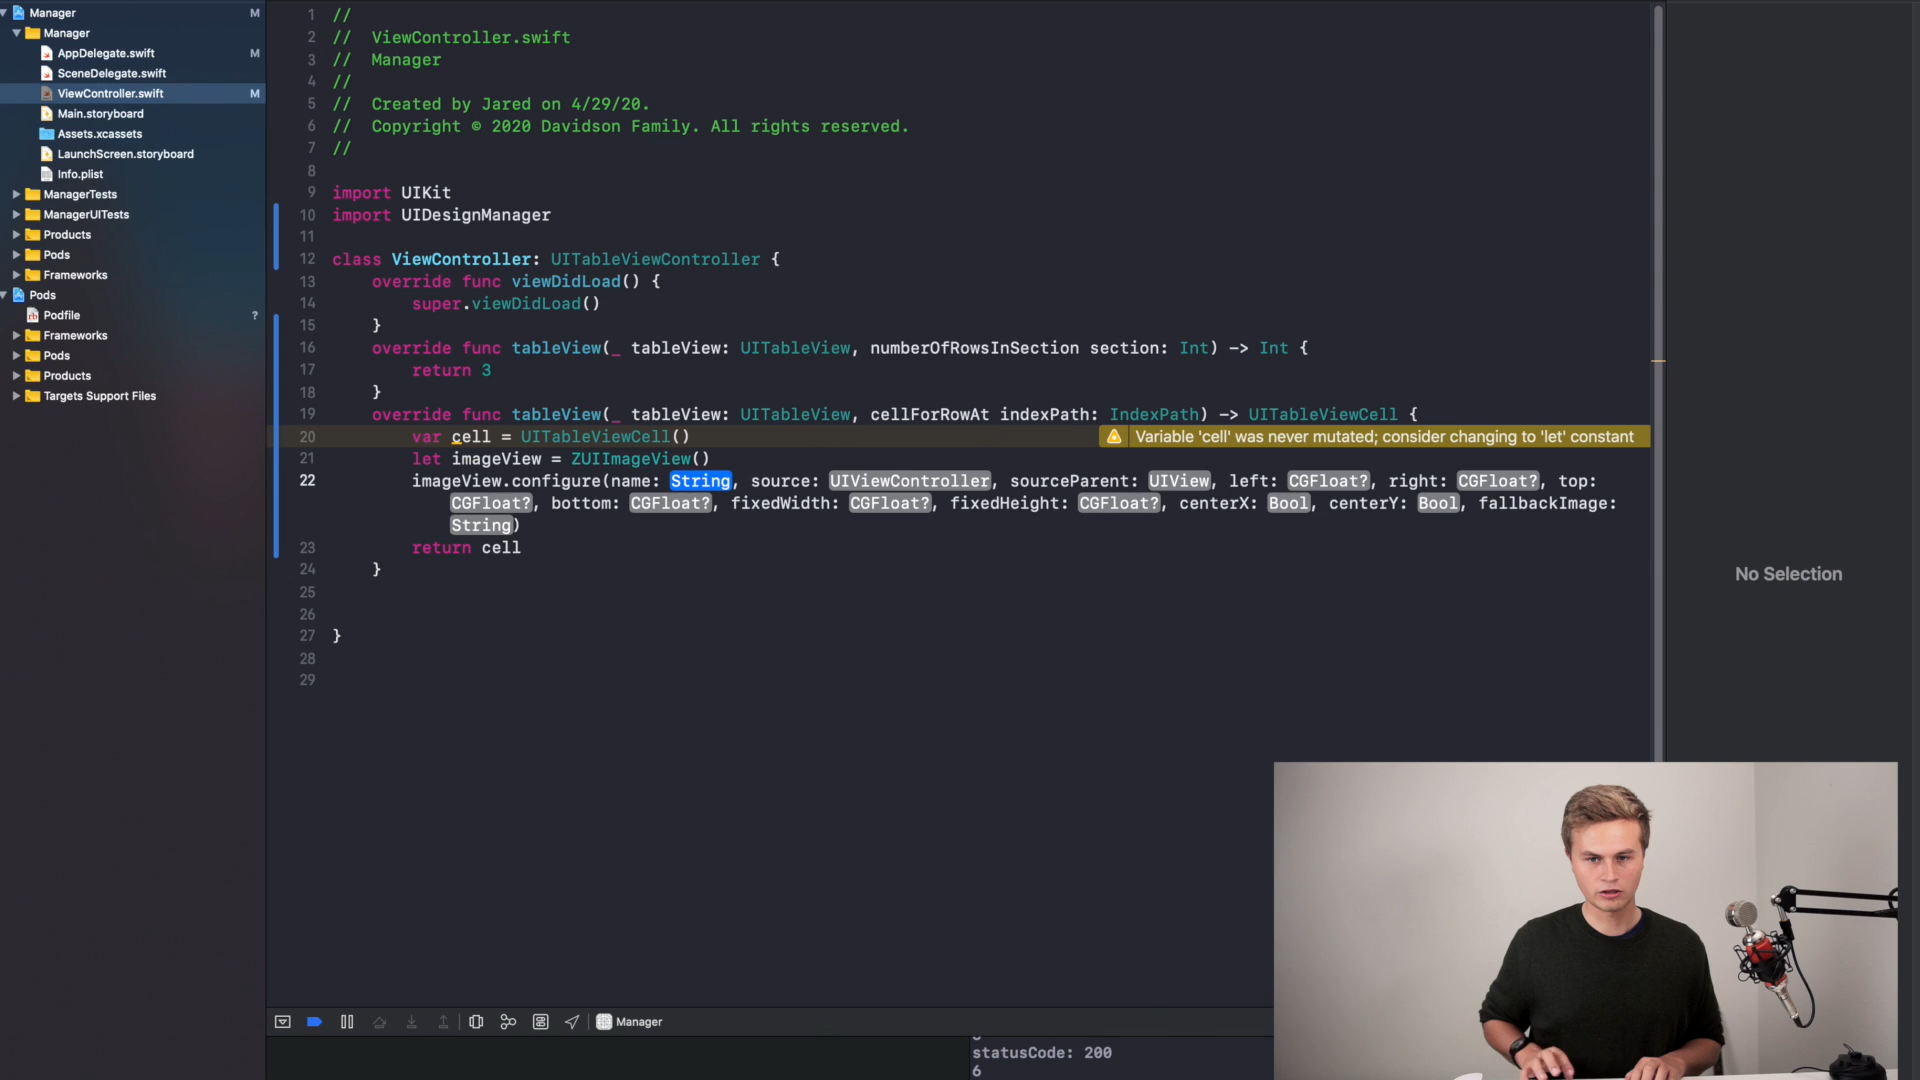 Manager M
Manager
AppDelegate.swift M
SceneDelegate.swift
ViewController.swift M
Main.storyboard
Assets.xcassets
LaunchScreen.storyboard
Info.plist
ManagerTests
ManagerUITests
Products
Pods
Frameworks
Pods
Podfile ?
Frameworks
Pods
Products
Targets Support Files
1 //
2 // ViewController.swift
3 // Manager
4 //
5 // Created by Jared on 4/29/20.
6 // Copyright © 2020 Davidson Family. All rights reserved.
7 //
8
9 import UIKit
10 import UIDesignManager
11
12 class ViewController: UITableViewController {
13 override func viewDidLoad() {
14 super.viewDidLoad()
15 }
16 override func tableView(_ tableView: UITableView, numberOfRowsInSection section: Int) -> Int {
17 return 3
18 }
19 override func tableView(_ tableView: UITableView, cellForRowAt indexPath: IndexPath) -> UITableViewCell {
20 var cell = UITableViewCell() Variable 'cell' was never mutated; consider changing to 'let' constant
21 let imageView = ZUIImageView()
22 imageView.configure(name: String, source: UIViewController, sourceParent: UIView, left: CGFloat?, right: CGFloat?, top:
CGFloat?, bottom: CGFloat?, fixedWidth: CGFloat?, fixedHeight: CGFloat?, centerX: Bool, centerY: Bool, fallbackImage:
String)
23 return cell
24 }
25
26
27 }
28
29
No Selection
Manager
statusCode: 200
6